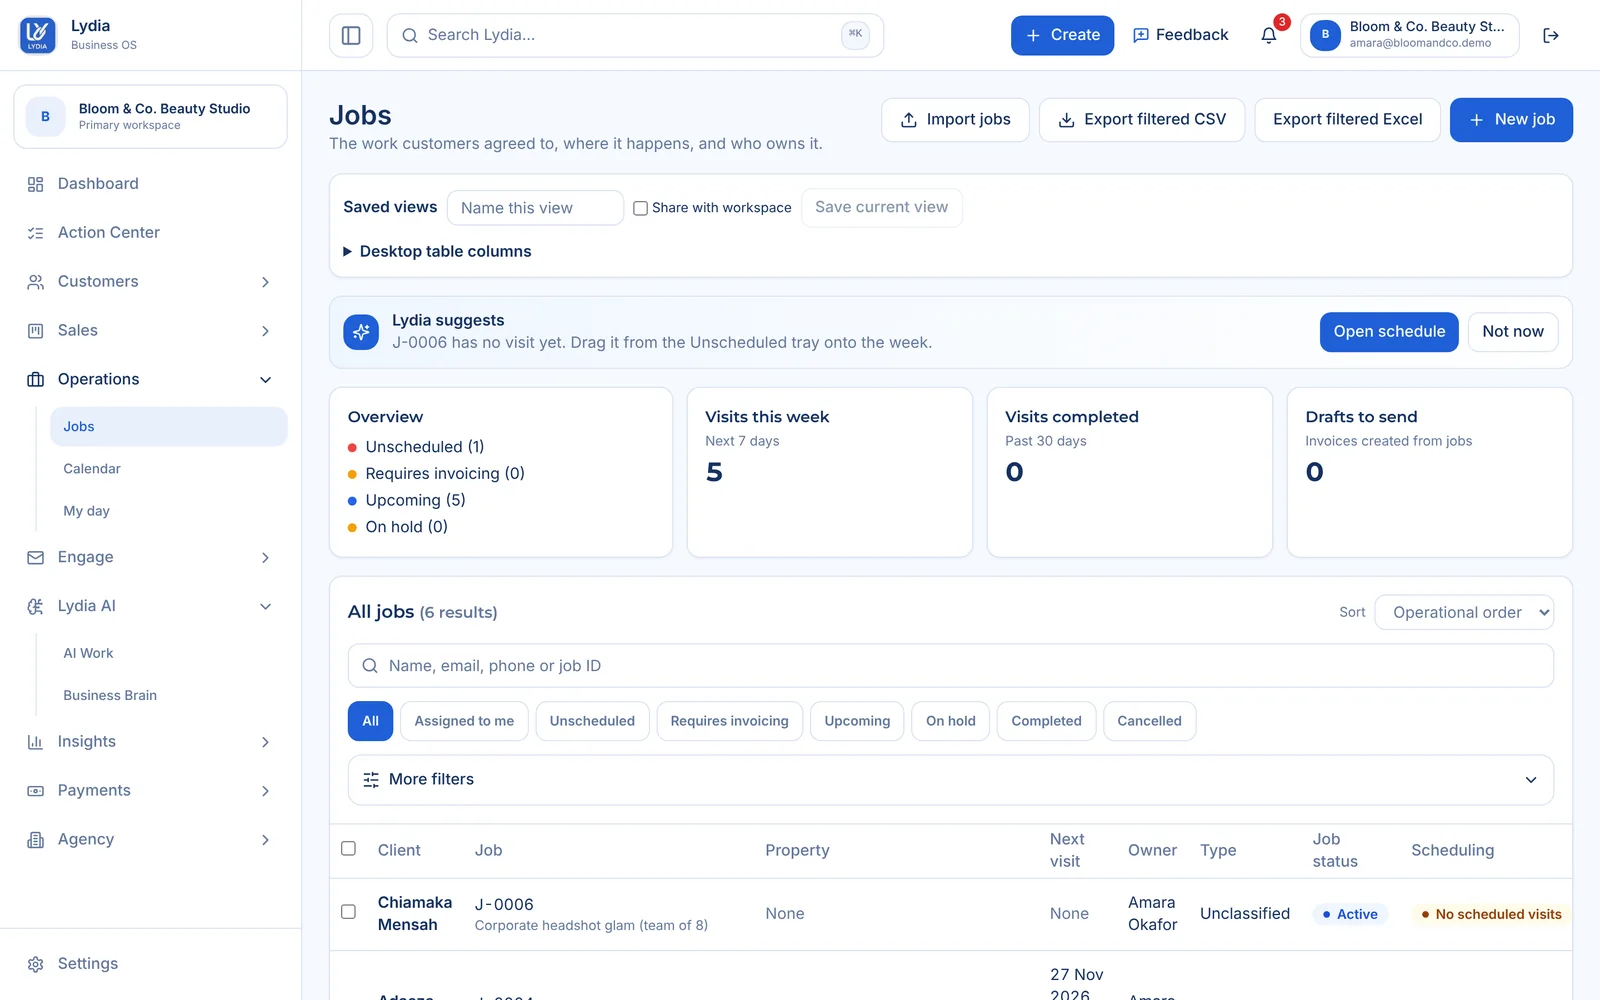 LYDIA
Lydia
Business OS
Search Lydia...
⌘K
Create
Feedback
3
B
Bloom & Co. Beauty St...
amara@bloomandco.demo
B
Bloom & Co. Beauty Studio
Primary workspace
Dashboard
Action Center
Customers
Sales
Operations
Jobs
Calendar
My day
Engage
Lydia AI
AI Work
Business Brain
Insights
Payments
Agency
Settings
Jobs
The work customers agreed to, where it happens, and who owns it.
Import jobs
Export filtered CSV
Export filtered Excel
New job
Saved views
Name this view
Share with workspace
Save current view
Desktop table columns
Lydia suggests
J-0006 has no visit yet. Drag it from the Unscheduled tray onto the week.
Open schedule
Not now
Overview
Unscheduled (1)
Requires invoicing (0)
Upcoming (5)
On hold (0)
Visits this week
Next 7 days
5
Visits completed
Past 30 days
0
Drafts to send
Invoices created from jobs
0
All jobs (6 results)
Sort
Operational order
Name, email, phone or job ID
All
Assigned to me
Unscheduled
Requires invoicing
Upcoming
On hold
Completed
Cancelled
More filters
Client
Job
Property
Next visit
Owner
Type
Job status
Scheduling
Chiamaka Mensah
J-0006
Corporate headshot glam (team of 8)
None
None
Amara Okafor
Unclassified
Active
No scheduled visits
27 Nov
2026
Amara